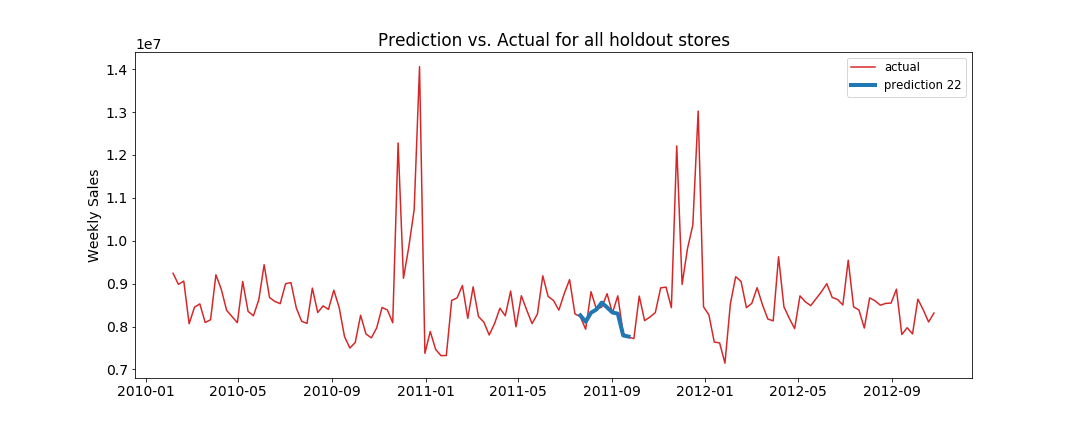 Prediction vs. Actual for all holdout stores
1e7
actual
prediction 22
1.4
1.3
1.2
1.1
1.0
0.9
0.8
0.7
Weekly Sales
2010-01 2010-05 2010-09 2011-01 2011-05 2011-09 2012-01 2012-05 2012-09